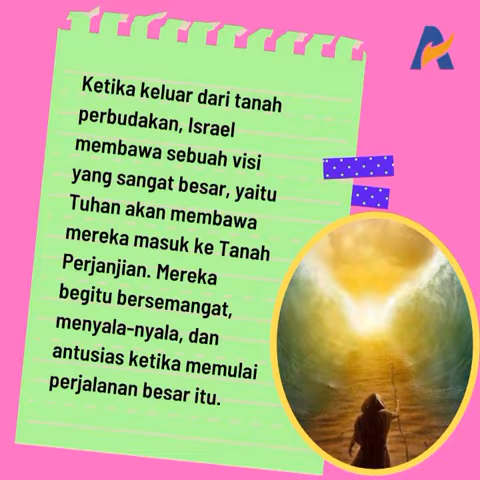 Ketika keluar dari tanah
perbudakan, Israel
membawa sebuah visi
yang sangat besar, yaitu
Tuhan akan membawa
mereka masuk ke Tanah
Perjanjian. Mereka
begitu bersemangat,
menyala-nyala, dan
antusias ketika memulai
perjalanan besar itu.